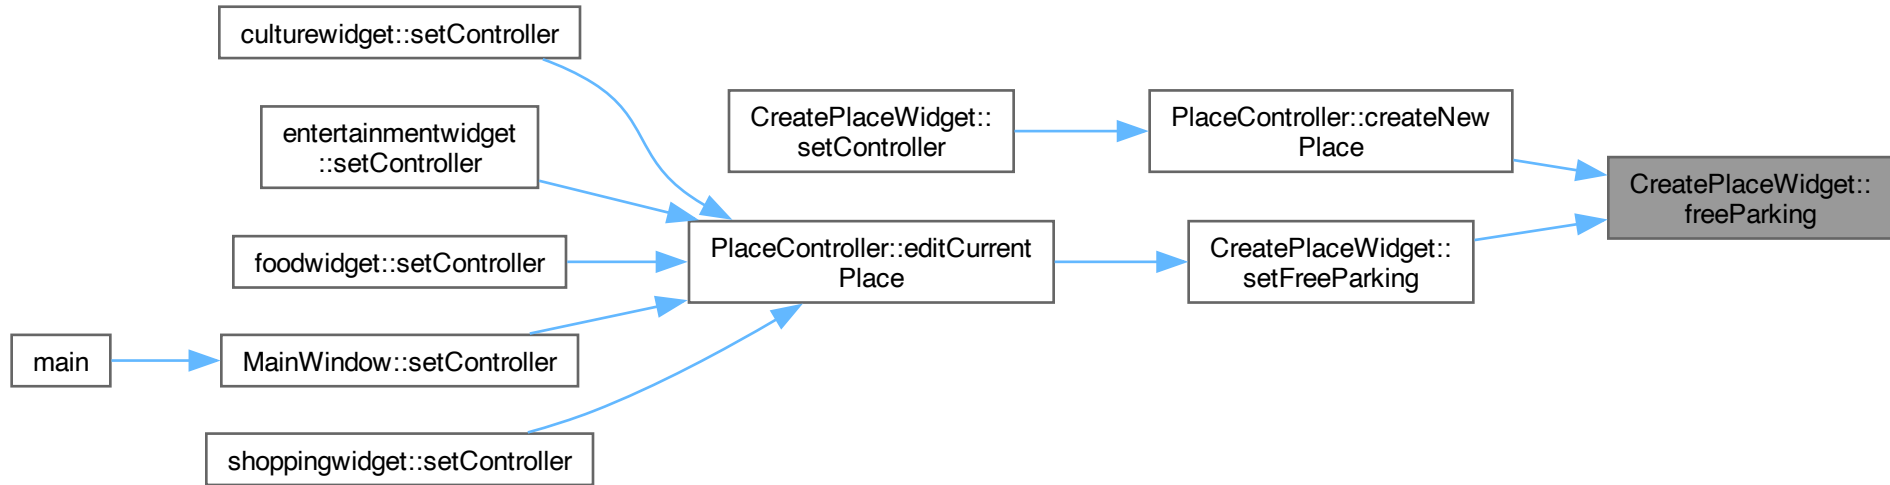 culturewidget::setController
entertainmentwidget
::setController
foodwidget::setController
main
MainWindow::setController
shoppingwidget::setController
CreatePlaceWidget::
setController
PlaceController::editCurrent
Place
PlaceController::createNew
Place
CreatePlaceWidget::
setFreeParking
CreatePlaceWidget::
freeParking